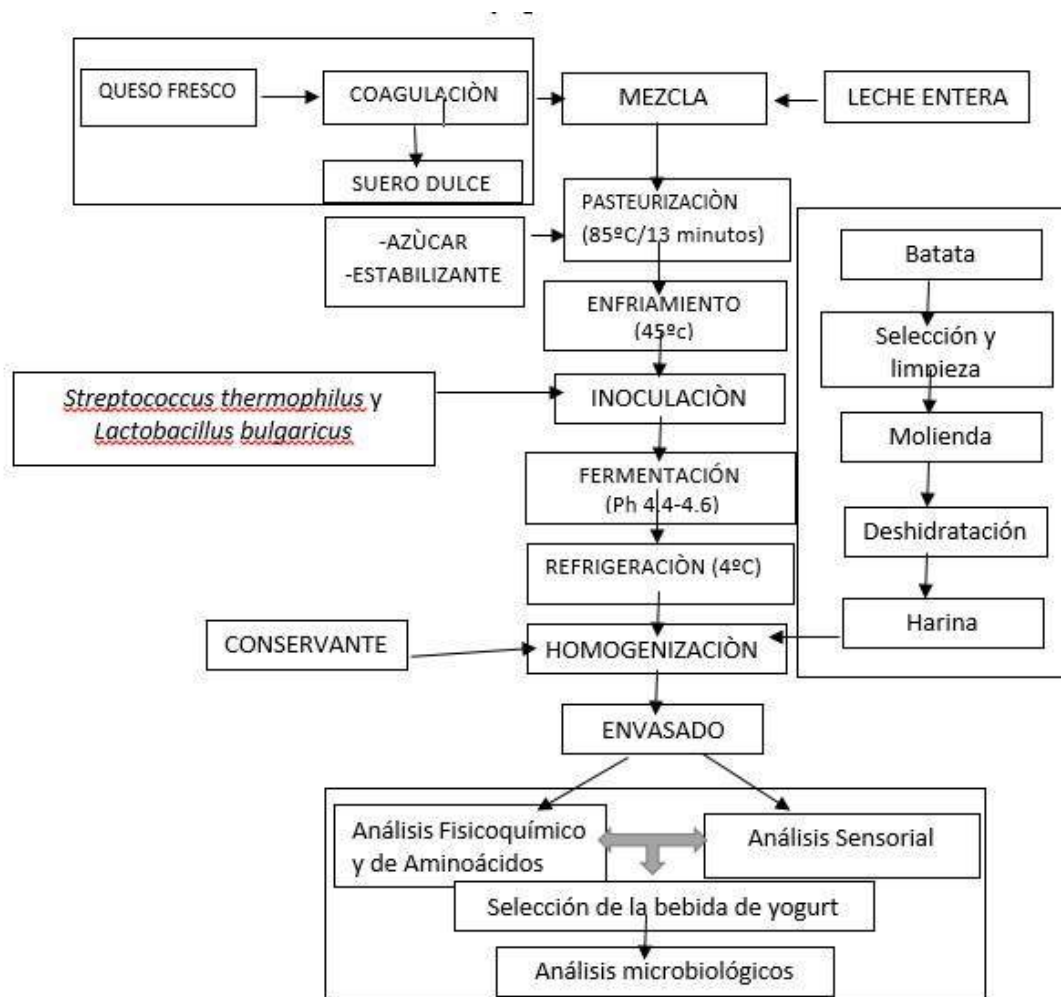 QUESO FRESCO
COAGULACIÒN
MEZCLA
LECHE ENTERA
SUERO DULCE
PASTEURIZACIÒN
(85ºC/13 minutos)
-AZÙCAR
-ESTABILIZANTE
ENFRIAMIENTO
(45ºc)
Streptococcus thermophilus y
Lactobacillus bulgaricus
INOCULACIÒN
FERMENTACIÓN
(Ph 4.4-4.6)
REFRIGERACIÒN (4ºC)
Batata
Selección y
limpieza
Molienda
Deshidratación
Harina
CONSERVANTE
HOMOGENIZACIÒN
ENVASADO
Análisis Fisicoquímico
y de Aminoácidos
Análisis Sensorial
Selección de la bebida de yogurt
Análisis microbiológicos